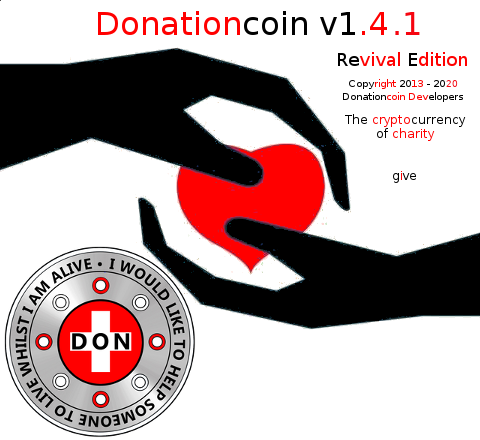 Donationcoin v1.4.1
Revival Edition
Copyright 2013 - 2020
Donationcoin Developers
The cryptocurrency
of charity
give
I WOULD LIKE TO HELP SOMEONE TO LIVE WHILST I AM ALIVE •
DON